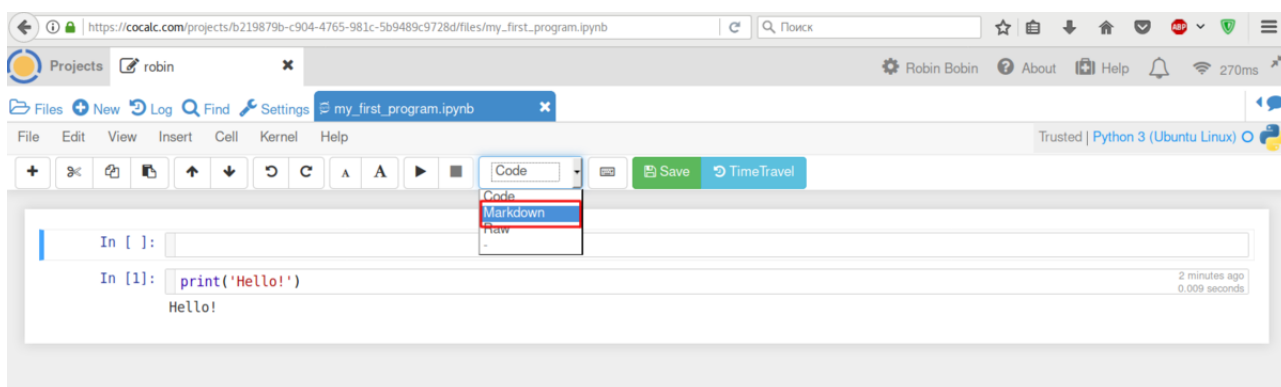 https://cocalc.com/projects/b219879b-c904-4765-981c-5b9489c9728d/files/my_first_program.ipynb Поиск ABP
Projects robin Robin Bobin About Help 270ms
Files New Log Find Settings my_first_program.ipynb
File Edit View Insert Cell Kernel Help Trusted | Python 3 (Ubuntu Linux)
A A Code Save TimeTravel
Code
Markdown
Raw
-
In [ ]:
In [1]: print('Hello!') 2 minutes ago
0.009 seconds
Hello!